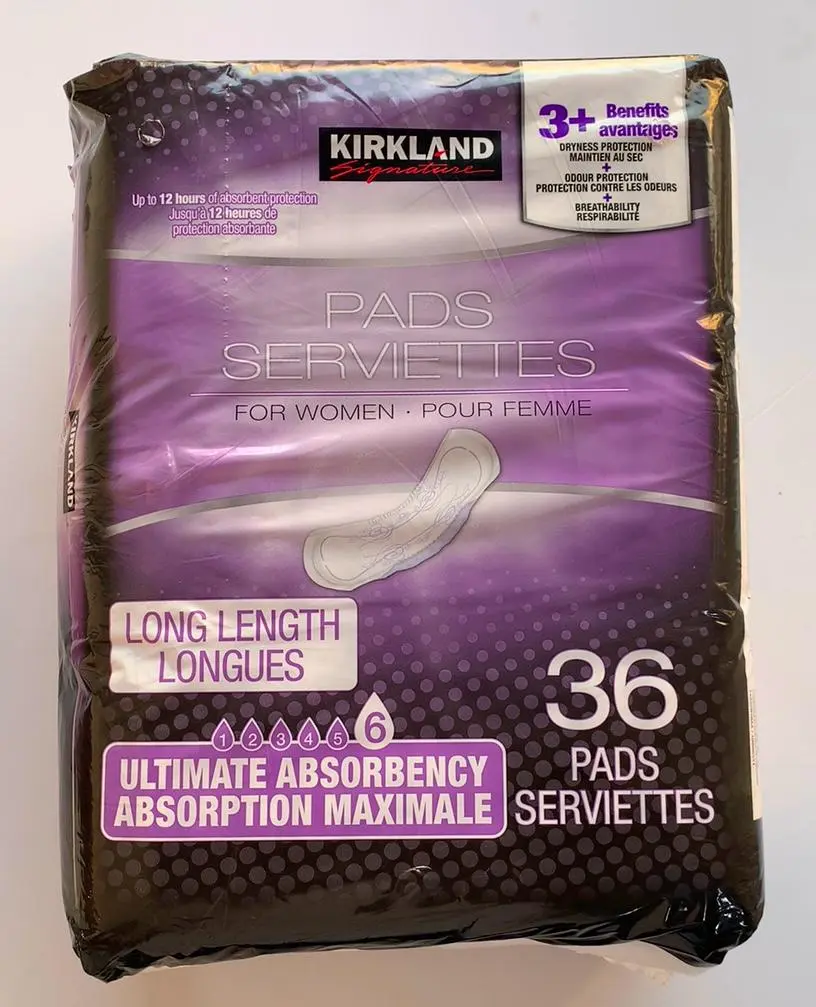 KIRKLAND
Signature
3+ Benefits
avantages
DRYNESS PROTECTION
MAINTIEN AU SEC
+
ODOUR PROTECTION
PROTECTION CONTRE LES ODEURS
+
BREATHABILITY
RESPIRABILITÉ
Up to 12 hours of absorbent protection
Jusqu'à 12 heures de
protection absorbante
PADS
SERVIETTES
FOR WOMEN · POUR FEMME
KIRKLAND
LONG LENGTH
LONGUES
1 2 3 4 5 6
ULTIMATE ABSORBENCY
ABSORPTION MAXIMALE
36
PADS
SERVIETTES